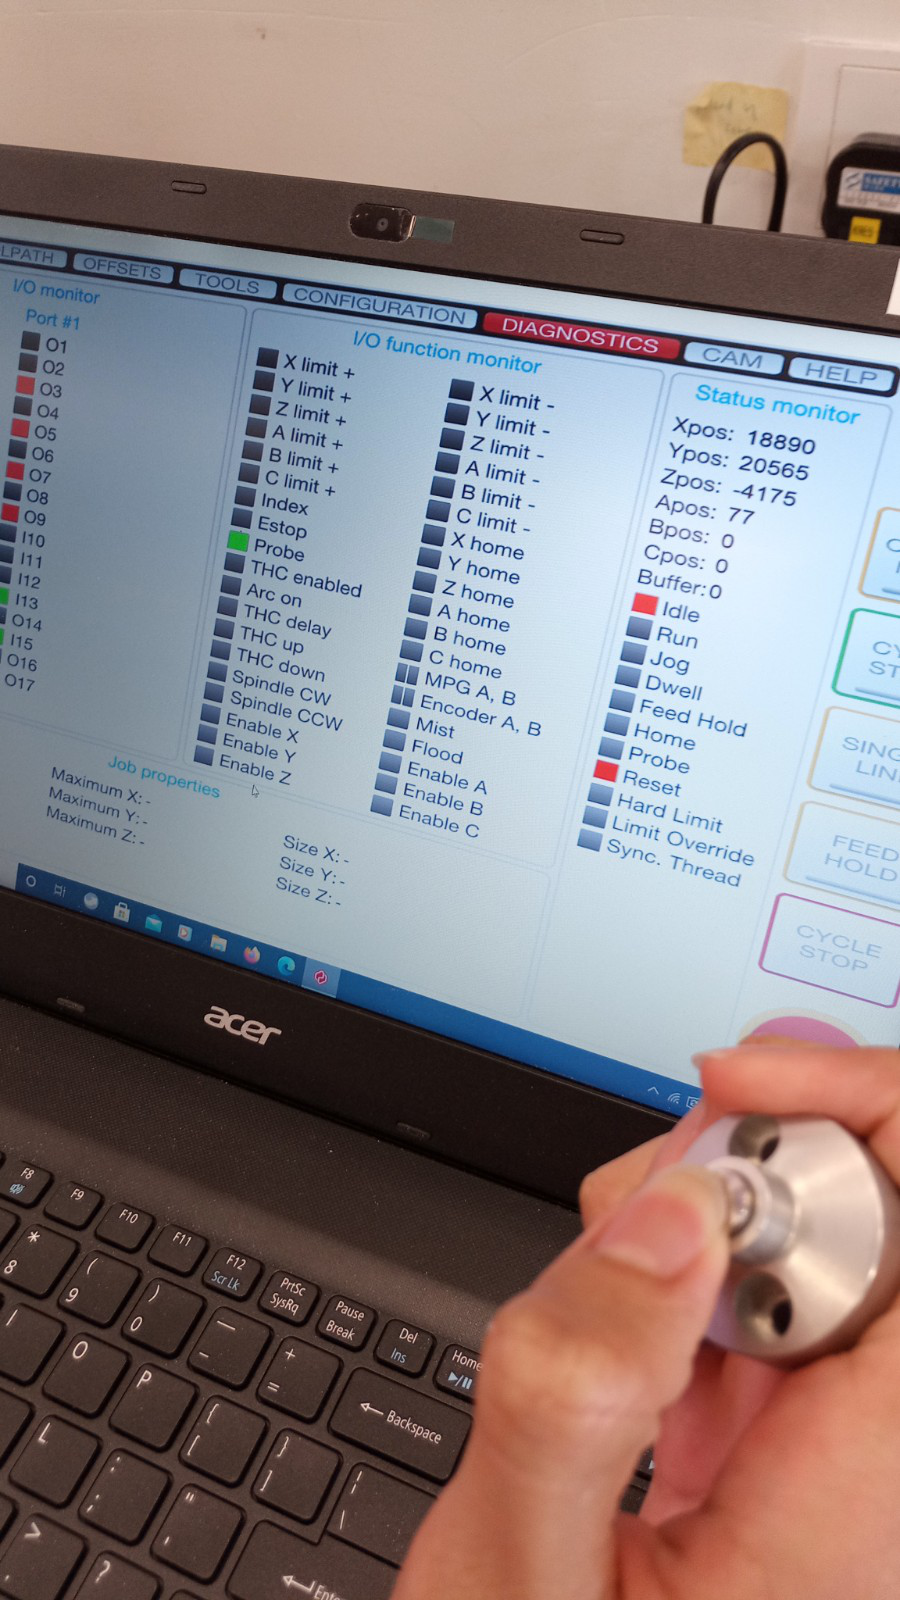 LPATH
OFFSETS
TOOLS
CONFIGURATION
DIAGNOSTICS
CAM
HELP
I/O monitor
Port #1
O1
O2
O3
O4
O5
O6
O7
O8
O9
I10
I11
I12
I13
O14
I15
O16
O17
I/O function monitor
X limit +
Y limit +
Z limit +
A limit +
B limit +
C limit +
Index
Estop
Probe
THC enabled
Arc on
THC delay
THC up
THC down
Spindle CW
Spindle CCW
Enable X
Enable Y
Enable Z
X limit -
Y limit -
Z limit -
A limit -
B limit -
C limit -
X home
Y home
Z home
A home
B home
C home
MPG A, B
Encoder A, B
Mist
Flood
Enable A
Enable B
Enable C
Status monitor
Xpos: 18890
Ypos: 20565
Zpos: -4175
Apos: 77
Bpos: 0
Cpos: 0
Buffer:0
Idle
Run
Jog
Dwell
Feed Hold
Home
Probe
Reset
Hard Limit
Limit Override
Sync. Thread
Job properties
Maximum X: -
Maximum Y: -
Maximum Z: -
Size X: -
Size Y: -
Size Z: -
CY
ST
SING
LIN
FEED
HOLD
CYCLE
STOP
acer
F8
F9
F10
F11
F12
Scr Lk
PrtSc
SysRq
Pause
Break
Del
Ins
Home
* 8
( 9
) 0
— -
+ =
Backspace
I
O
P
{ [
} ]
| \
L
: ;
" '
Ente
>
?